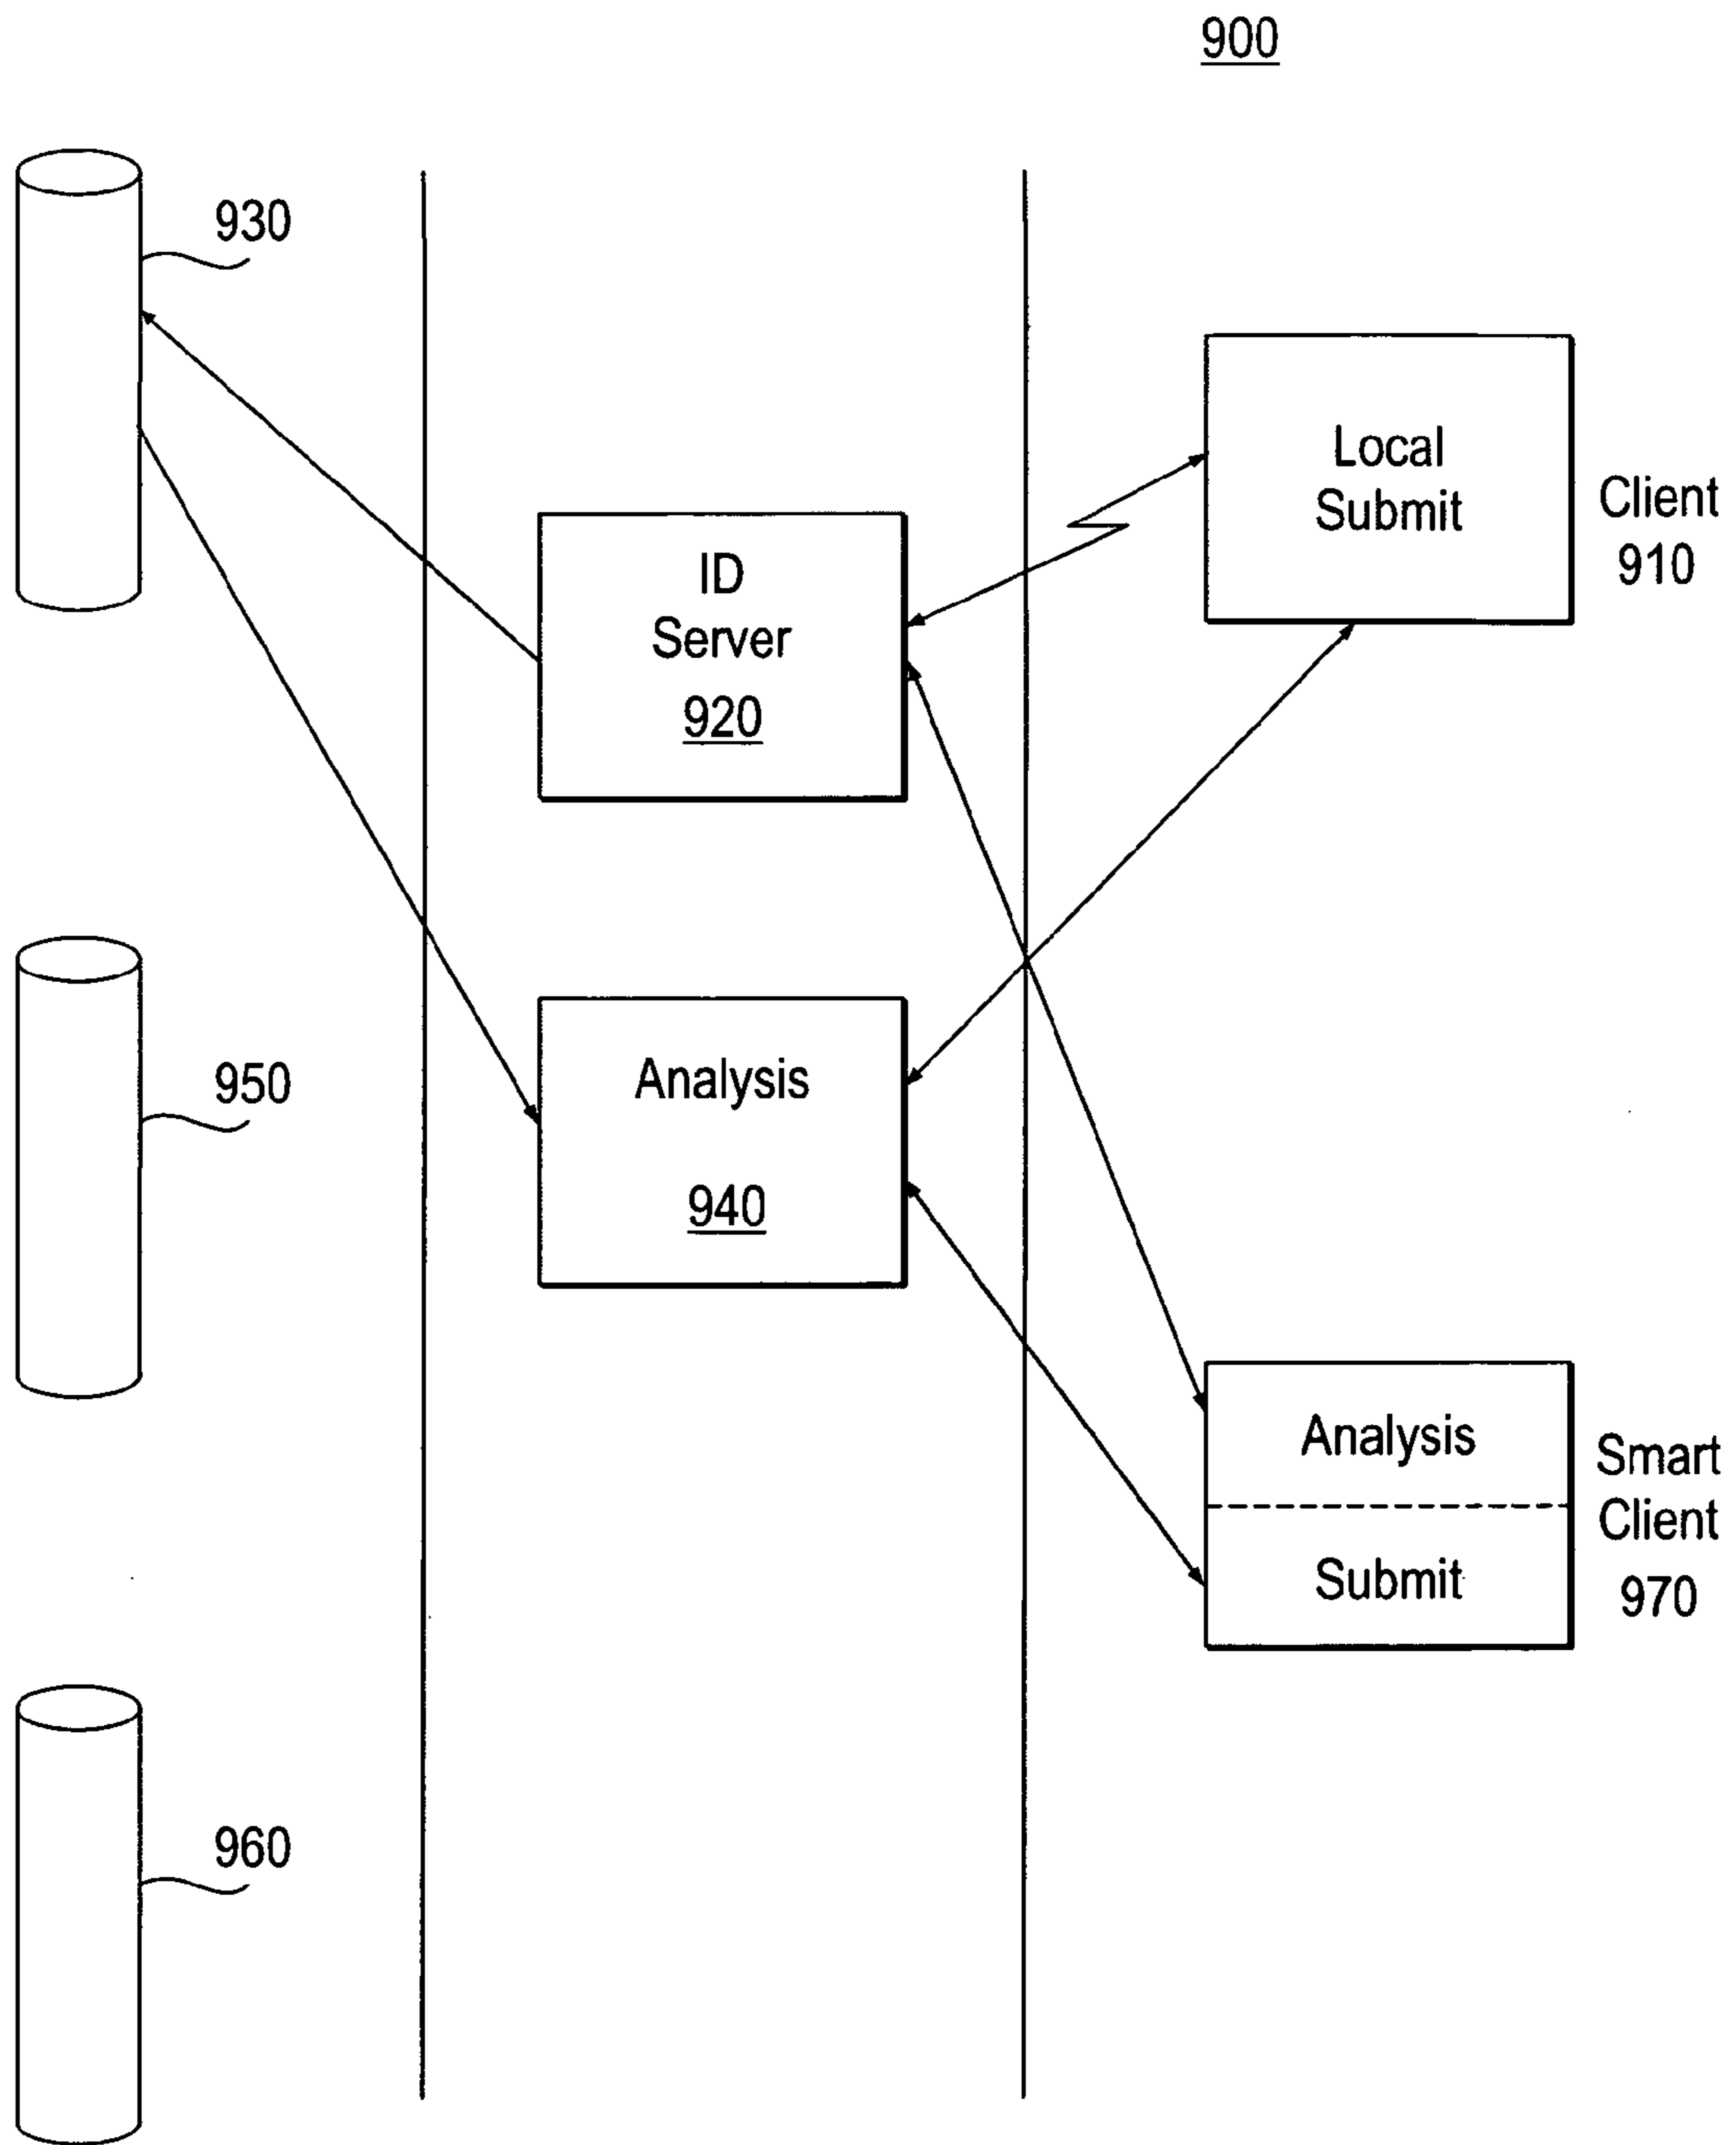 900
930
Local
Submit
Client
910
ID
Server
920
950
Analysis
940
Analysis
Submit
Smart
Client
970
960